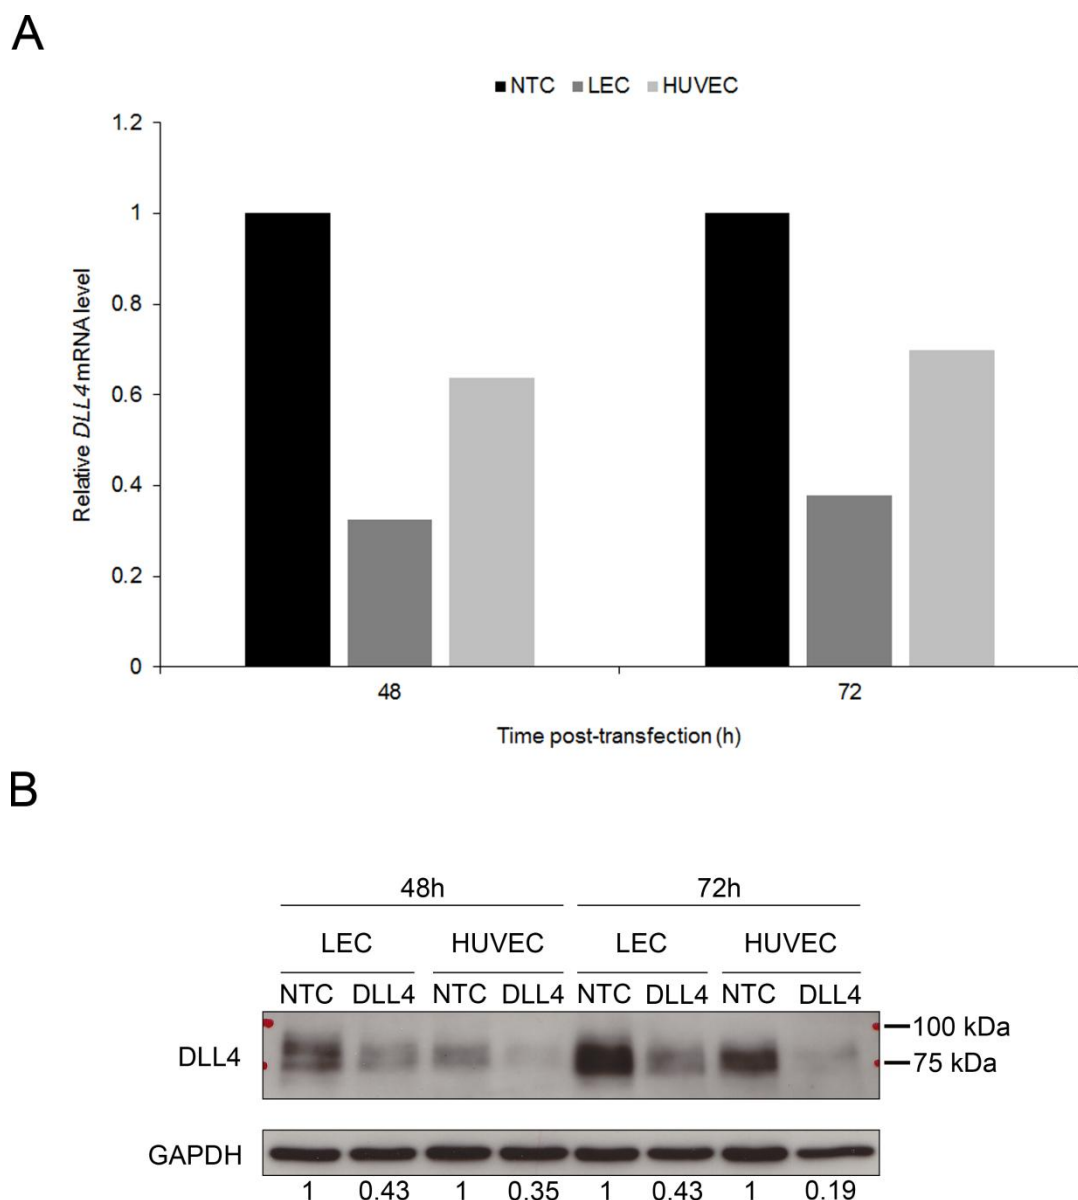 A
NTC LEC HUVEC
1.2
1
0.8
0.6
0.4
0.2
0
Relative DLL4 mRNA level
48 72
Time post-transfection (h)
B
48h 72h
LEC HUVEC LEC HUVEC
NTC DLL4 NTC DLL4 NTC DLL4 NTC DLL4
100 kDa
DLL4 75 kDa
GAPDH
1 0.43 1 0.35 1 0.43 1 0.19